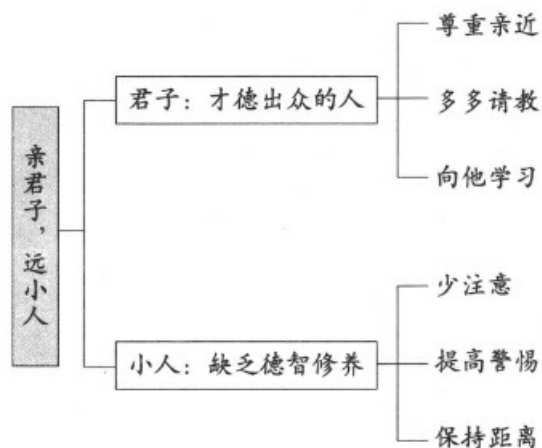 亲君子，远小人
君子：才德出众的人
尊重亲近
多多请教
向他学习
小人：缺乏德智修养
少注意
提高警惕
保持距离